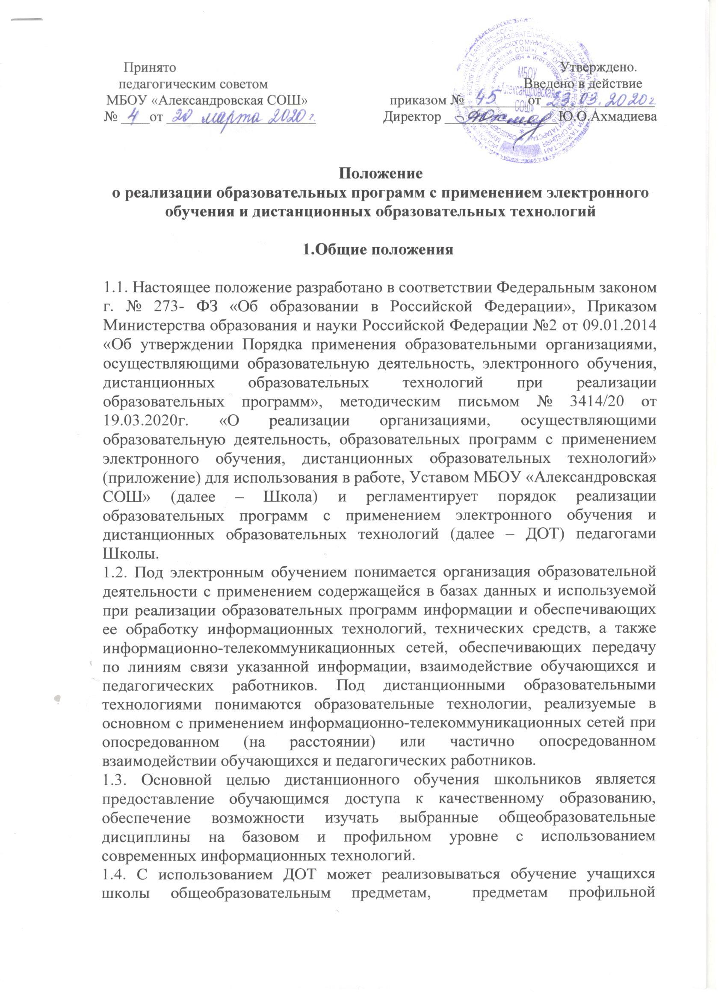 Принято
педагогическим советом
МБОУ «Александровская СОШ»
№ 4 от 20 марта 2020 г.
Утверждено.
Введено в действие
приказом № 45 от 23.03.2020г
Директор Ю.О.Ахмадиева
МБОУ
«Александровская
СОШ»
Положение
о реализации образовательных программ с применением электронного
обучения и дистанционных образовательных технологий
1.Общие положения
1.1. Настоящее положение разработано в соответствии Федеральным законом
г. № 273- ФЗ «Об образовании в Российской Федерации», Приказом
Министерства образования и науки Российской Федерации №2 от 09.01.2014
«Об утверждении Порядка применения образовательными организациями,
осуществляющими образовательную деятельность, электронного обучения,
дистанционных образовательных технологий при реализации
образовательных программ», методическим письмом № 3414/20 от
19.03.2020г. «О реализации организациями, осуществляющими
образовательную деятельность, образовательных программ с применением
электронного обучения, дистанционных образовательных технологий»
(приложение) для использования в работе, Уставом МБОУ «Александровская
СОШ» (далее – Школа) и регламентирует порядок реализации
образовательных программ с применением электронного обучения и
дистанционных образовательных технологий (далее – ДОТ) педагогами
Школы.
1.2. Под электронным обучением понимается организация образовательной
деятельности с применением содержащейся в базах данных и используемой
при реализации образовательных программ информации и обеспечивающих
ее обработку информационных технологий, технических средств, а также
информационно-телекоммуникационных сетей, обеспечивающих передачу
по линиям связи указанной информации, взаимодействие обучающихся и
педагогических работников. Под дистанционными образовательными
технологиями понимаются образовательные технологии, реализуемые в
основном с применением информационно-телекоммуникационных сетей при
опосредованном (на расстоянии) или частично опосредованном
взаимодействии обучающихся и педагогических работников.
1.3. Основной целью дистанционного обучения школьников является
предоставление обучающимся доступа к качественному образованию,
обеспечение возможности изучать выбранные общеобразовательные
дисциплины на базовом и профильном уровне с использованием
современных информационных технологий.
1.4. С использованием ДОТ может реализовываться обучение учащихся
школы общеобразовательным предметам, предметам профильной